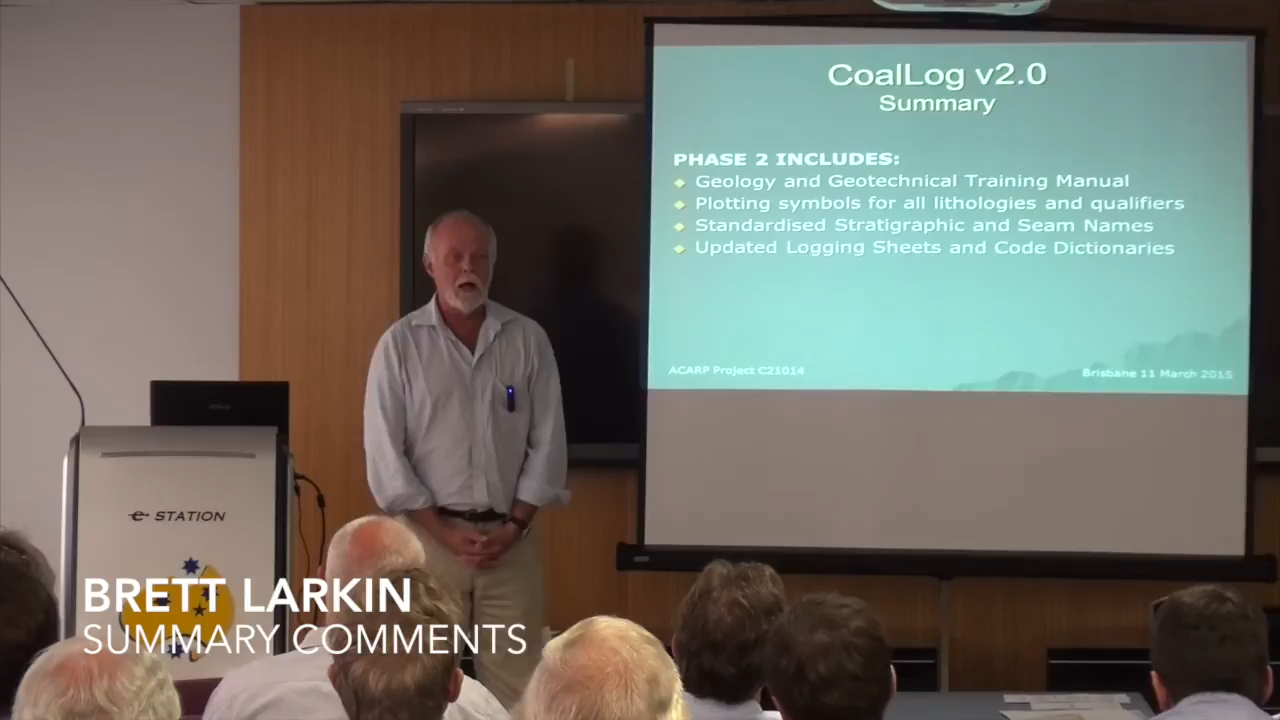 CoalLog v2.0
Summary
PHASE 2 INCLUDES:
Geology and Geotechnical Training Manual
Plotting symbols for all lithologies and qualifiers
Standardised Stratigraphic and Seam Names
Updated Logging Sheets and Code Dictionaries
ACARP Project C21014
Brisbane 11 March 2015
e-STATION
BRETT LARKIN
SUMMARY COMMENTS